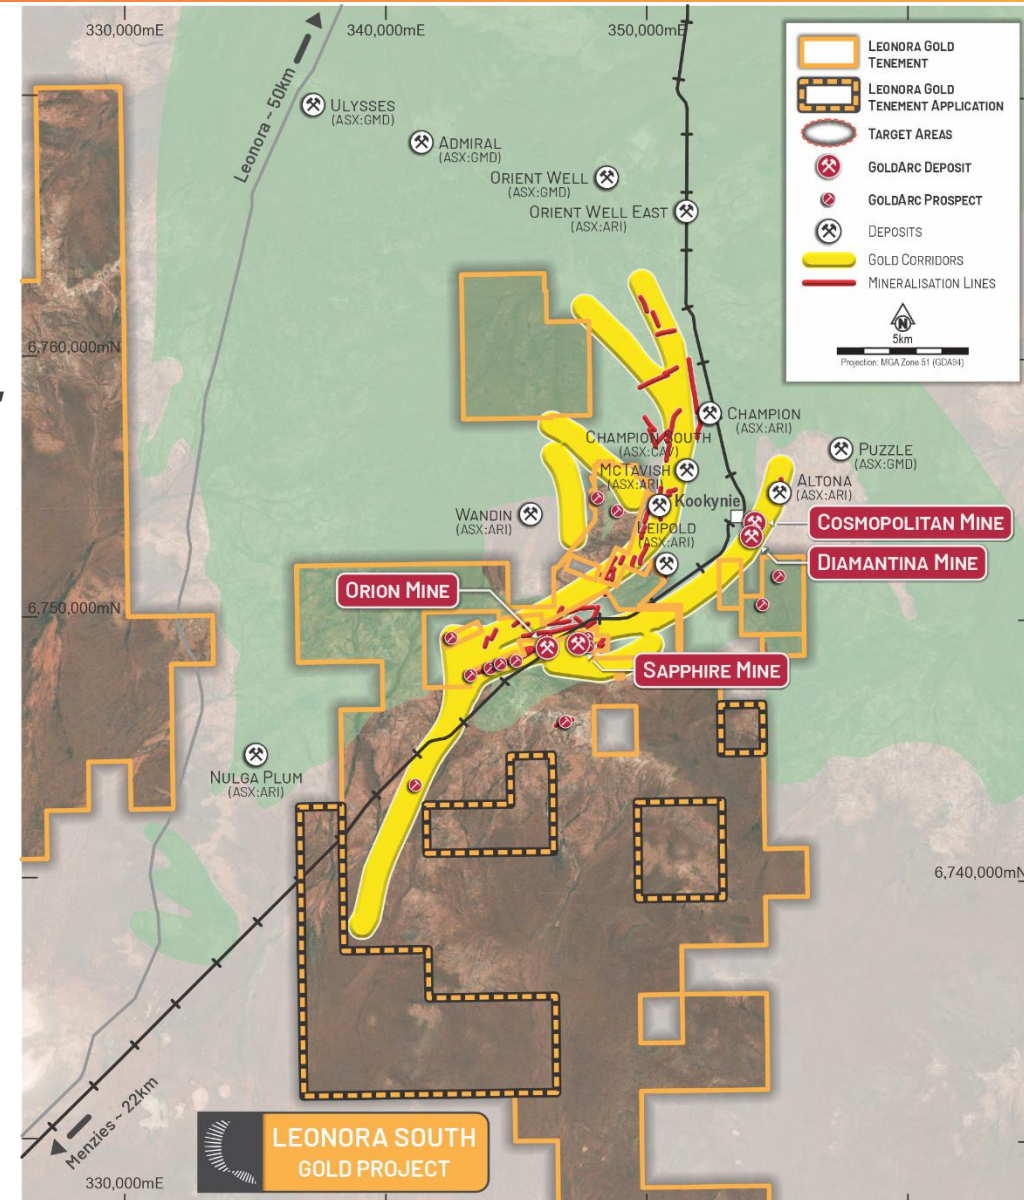 330,000mE
340,000mE
350,000mE
Leonora ~ 50km
ULYSSES
(ASX:GMD)
ADMIRAL
(ASX:GMD)
ORIENT WELL
(ASX:GMD)
ORIENT WELL EAST
(ASX:ARI)
LEONORA GOLD
TENEMENT
LEONORA GOLD
TENEMENT APPLICATION
TARGET AREAS
GOLDARC DEPOSIT
GOLDARC PROSPECT
DEPOSITS
GOLD CORRIDORS
MINERALISATION LINES
N
5km
Projection: MGA Zone 51 (GDA94)
6,760,000mN
CHAMPION
(ASX:ARI)
CHAMPION SOUTH
(ASX:CAV)
PUZZLE
(ASX:GMD)
MCTAVISH
(ASX:ARI)
ALTONA
(ASX:ARI)
Kookynie
WANDIN
(ASX:ARI)
LEIPOLD
(ASX:ARI)
COSMOPOLITAN MINE
DIAMANTINA MINE
ORION MINE
6,750,000mN
SAPPHIRE MINE
NULGA PLUM
(ASX:ARI)
6,740,000mN
Menzies ~ 22km
LEONORA SOUTH
GOLD PROJECT
330,000mE